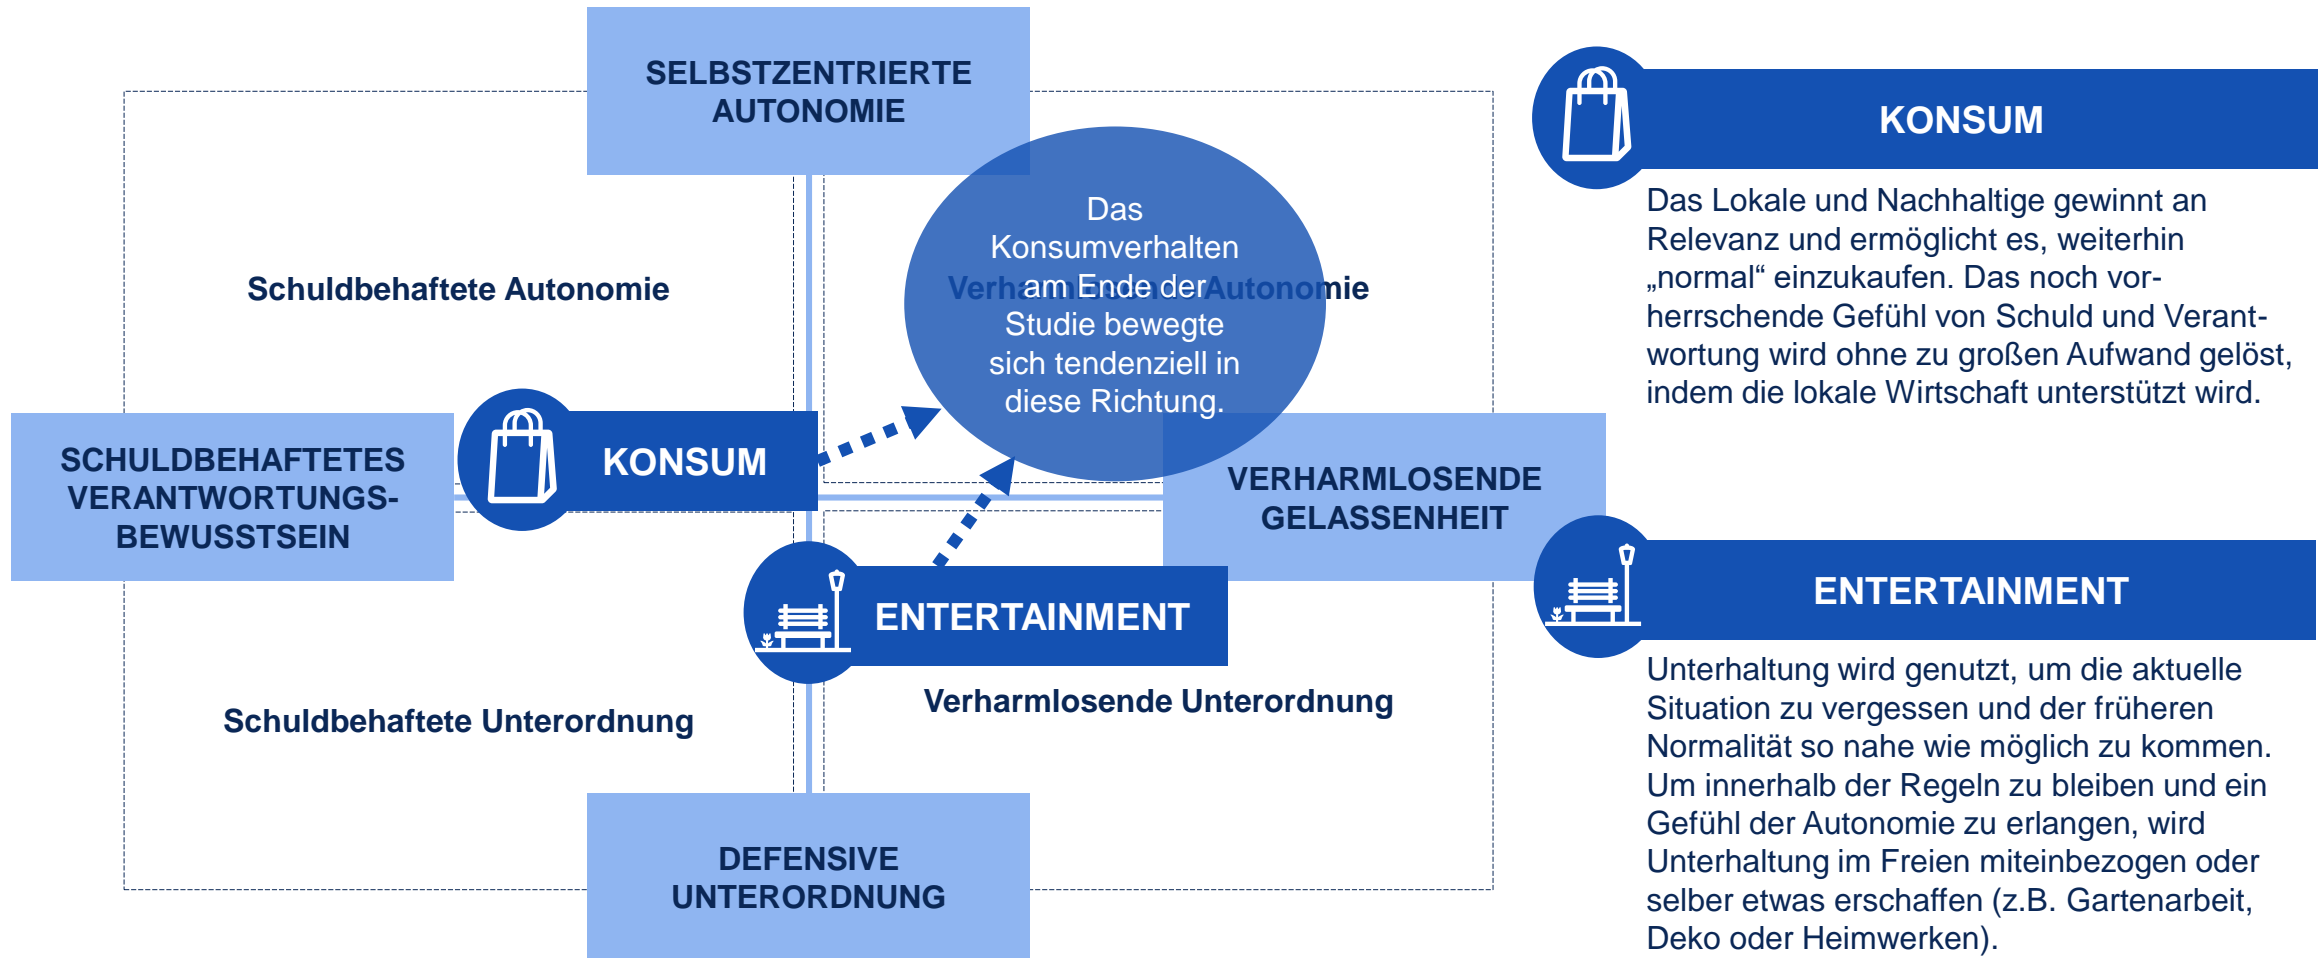 SELBSTZENTRIERTE
AUTONOMIE
Schuldbehaftete Autonomie
Verharmlosende Autonomie
Das
Konsumverhalten
am Ende der
Studie bewegte
sich tendenziell in
diese Richtung.
SCHULDBEHAFTETES
VERANTWORTUNGS-
BEWUSSTSEIN
KONSUM
VERHARMLOSENDE
GELASSENHEIT
ENTERTAINMENT
Schuldbehaftete Unterordnung
Verharmlosende Unterordnung
DEFENSIVE
UNTERORDNUNG
KONSUM
Das Lokale und Nachhaltige gewinnt an
Relevanz und ermöglicht es, weiterhin
„normal“ einzukaufen. Das noch vor-
herrschende Gefühl von Schuld und Verant-
wortung wird ohne zu großen Aufwand gelöst,
indem die lokale Wirtschaft unterstützt wird.
ENTERTAINMENT
Unterhaltung wird genutzt, um die aktuelle
Situation zu vergessen und der früheren
Normalität so nahe wie möglich zu kommen.
Um innerhalb der Regeln zu bleiben und ein
Gefühl der Autonomie zu erlangen, wird
Unterhaltung im Freien miteinbezogen oder
selber etwas erschaffen (z.B. Gartenarbeit,
Deko oder Heimwerken).